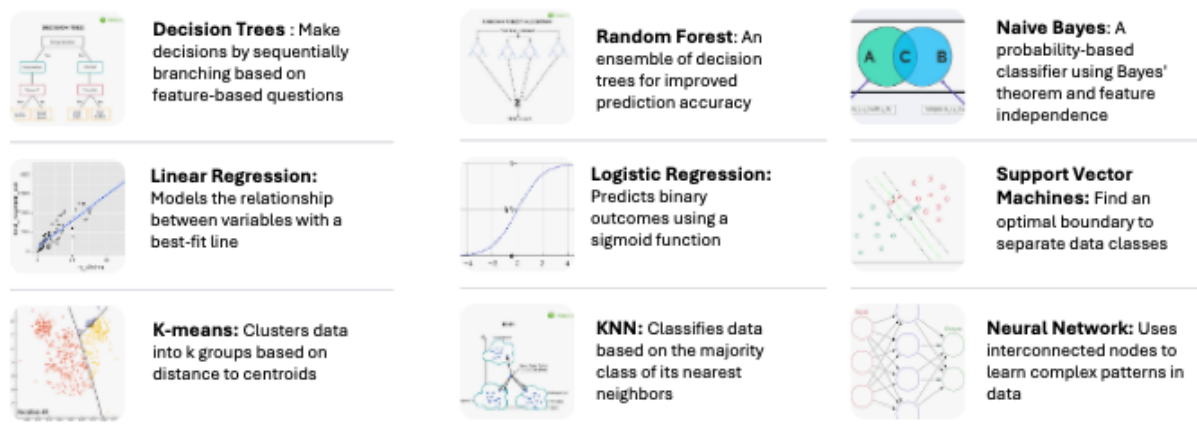 Decision Trees : Make
decisions by sequentially
branching based on
feature-based questions
Random Forest: An
ensemble of decision
trees for improved
prediction accuracy
A C B
Naive Bayes: A
probability-based
classifier using Bayes'
theorem and feature
independence
Linear Regression:
Models the relationship
between variables with a
best-fit line
Logistic Regression:
Predicts binary
outcomes using a
sigmoid function
Support Vector
Machines: Find an
optimal boundary to
separate data classes
K-means: Clusters data
into k groups based on
distance to centroids
KNN: Classifies data
based on the majority
class of its nearest
neighbors
Neural Network: Uses
interconnected nodes to
learn complex patterns in
data